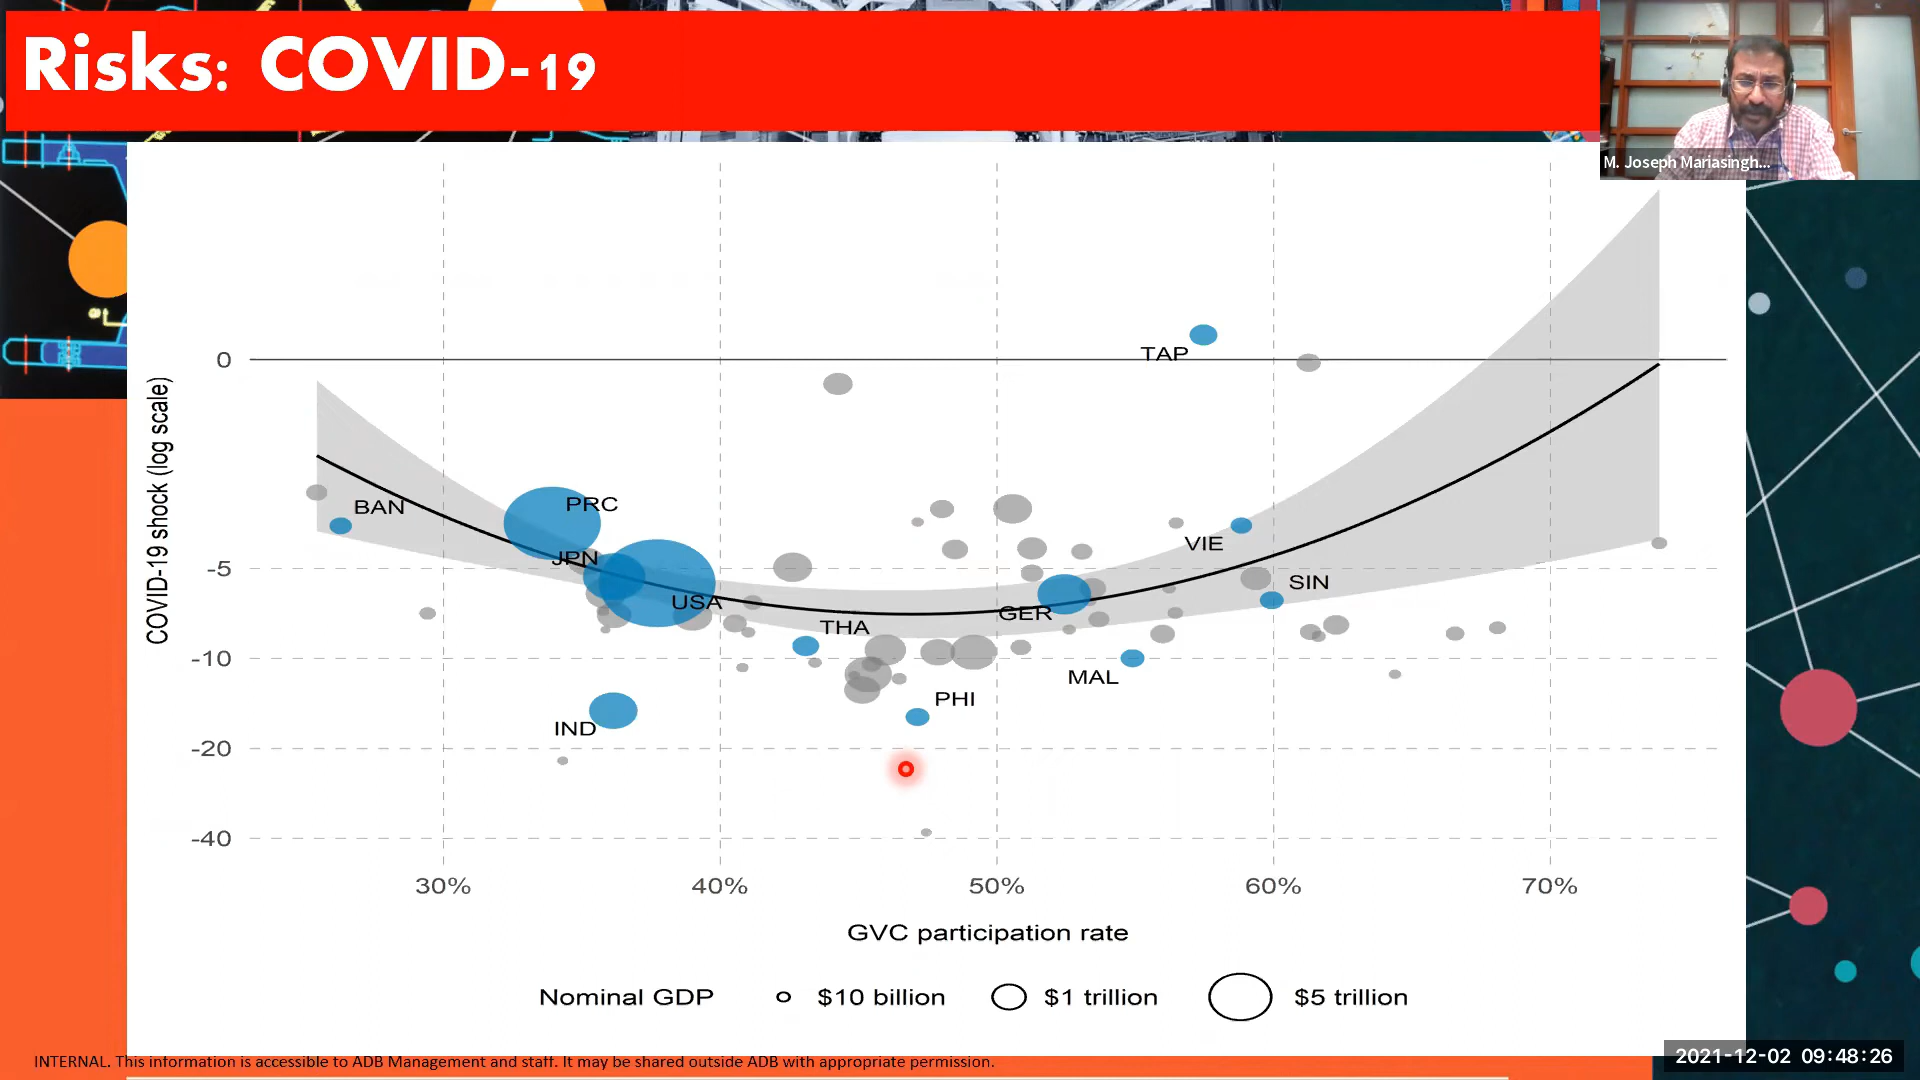 Risks: COVID-19
M. Joseph Mariasingh...
COVID-19 shock (log scale)
0
-5
-10
-20
-40
TAP
BAN
PRC
JPN
USA
VIE
SIN
GER
THA
MAL
PHI
IND
30% 40% 50% 60% 70%
GVC participation rate
Nominal GDP $10 billion $1 trillion $5 trillion
INTERNAL. This information is accessible to ADB Management and staff. It may be shared outside ADB with appropriate permission.
2021-12-02 09:48:26